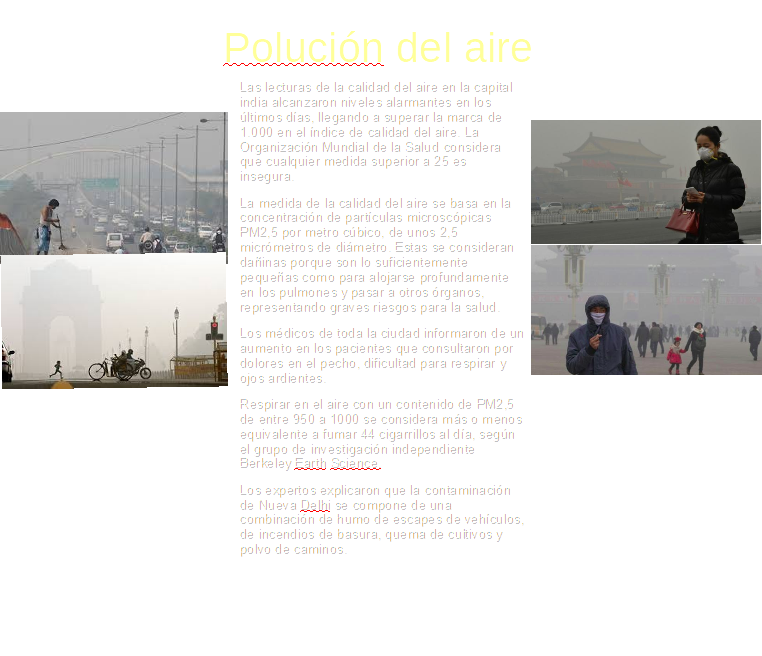 Polución del aire
Las lecturas de la calidad del aire en la capital
india alcanzaron niveles alarmantes en los
últimos días, llegando a superar la marca de
1.000 en el índice de calidad del aire. La
Organización Mundial de la Salud considera
que cualquier medida superior a 25 es
insegura.
La medida de la calidad del aire se basa en la
concentración de partículas microscópicas
PM2,5 por metro cúbico, de unos 2,5
micrómetros de diámetro. Estas se consideran
dañinas porque son lo suficientemente
pequeñas como para alojarse profundamente
en los pulmones y pasar a otros órganos,
representando graves riesgos para la salud.
Los médicos de toda la ciudad informaron de un
aumento en los pacientes que consultaron por
dolores en el pecho, dificultad para respirar y
ojos ardientes.
Respirar en el aire con un contenido de PM2,5
de entre 950 a 1000 se considera más o menos
equivalente a fumar 44 cigarrillos al día, según
el grupo de investigación independiente
Berkeley Earth Science.
Los expertos explicaron que la contaminación
de Nueva Delhi se compone de una
combinación de humo de escapes de vehículos,
de incendios de basura, quema de cultivos y
polvo de caminos.